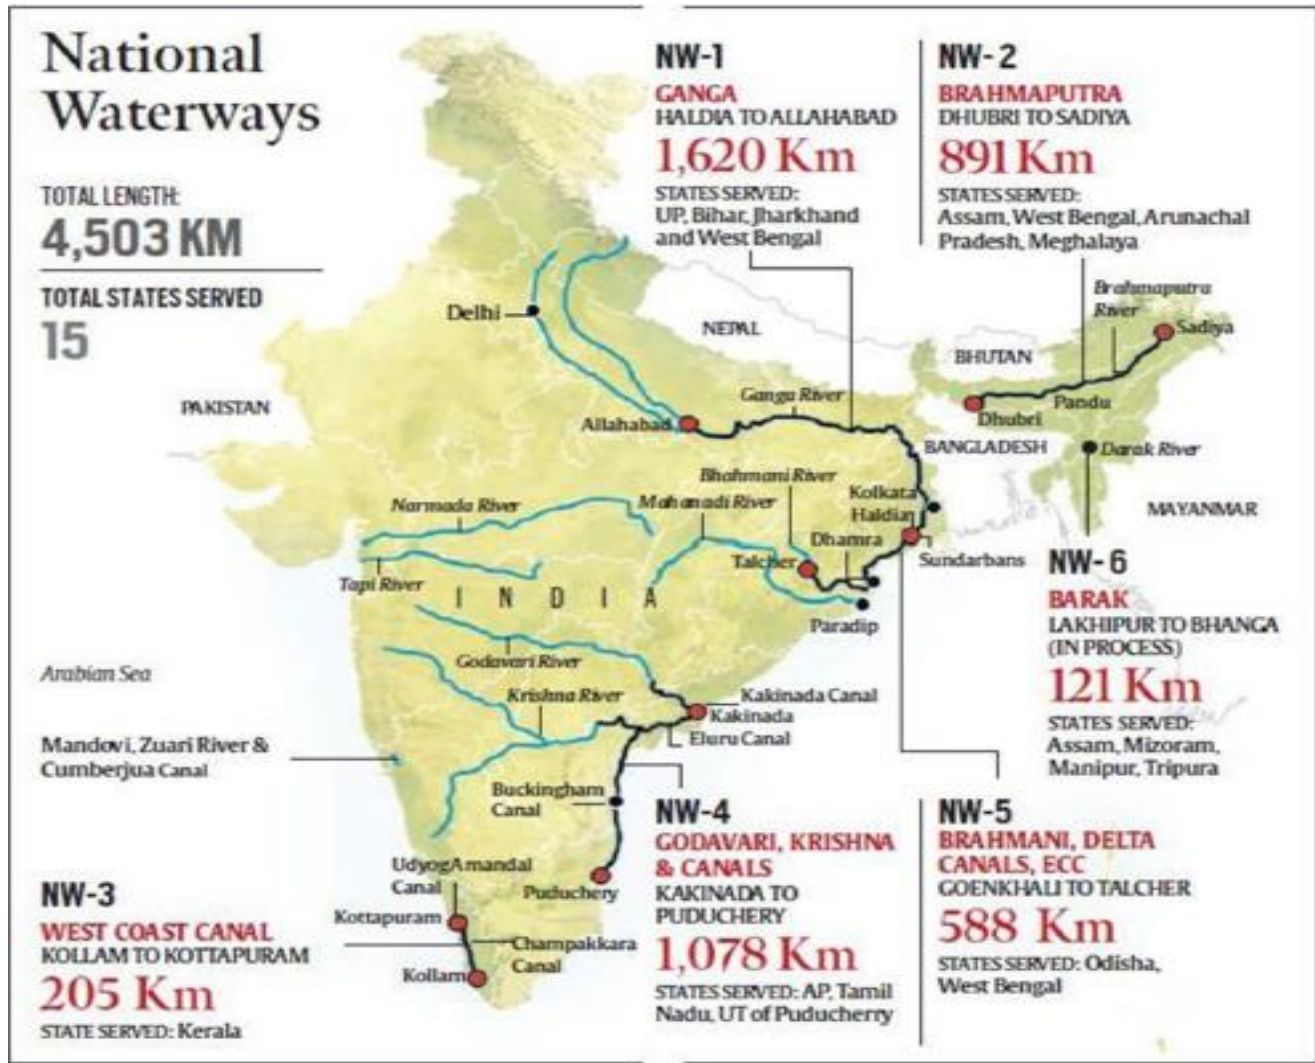 National
Waterways
TOTAL LENGTH:
4,503 KM
TOTAL STATES SERVED
15
NW-1
GANGA
HALDIA TO ALLAHABAD
1,620 Km
STATES SERVED:
UP, Bihar, Jharkhand
and West Bengal
NW-2
BRAHMAPUTRA
DHUBRI TO SADIYA
891 Km
STATES SERVED:
Assam, West Bengal, Arunachal
Pradesh, Meghalaya
Brahmaputra
River
Sadiya
Delhi
NEPAL
BHUTAN
PAKISTAN
Ganga River
Pandu
Dhubri
Allahabad
BANGLADESH
Darak River
Bhahmani River
Narmada River
Mahanadi River
Kolkata
Haldia
MAYANMAR
Dhamra
Talcher
Sundarbans
Tapi River
INDIA
Paradip
NW-6
BARAK
LAKHIPUR TO BHANGA
(IN PROCESS)
121 Km
STATES SERVED:
Assam, Mizoram,
Manipur, Tripura
Arabian Sea
Godavari River
Krishna River
Kakinada Canal
Kakinada
Eluru Canal
Mandovi, Zuari River &
Cumberjua Canal
Buckingham
Canal
NW-4
GODAVARI, KRISHNA
& CANALS
KAKINADA TO
PUDUCHERY
1,078 Km
STATES SERVED: AP, Tamil
Nadu, UT of Puducherry
NW-5
BRAHMANI, DELTA
CANALS, ECC
GOENKHALI TO TALCHER
588 Km
STATES SERVED: Odisha,
West Bengal
UdyogAmandal
Canal
Puduchery
Kottapuram
Champakkara
Canal
Kollam
NW-3
WEST COAST CANAL
KOLLAM TO KOTTAPURAM
205 Km
STATE SERVED: Kerala